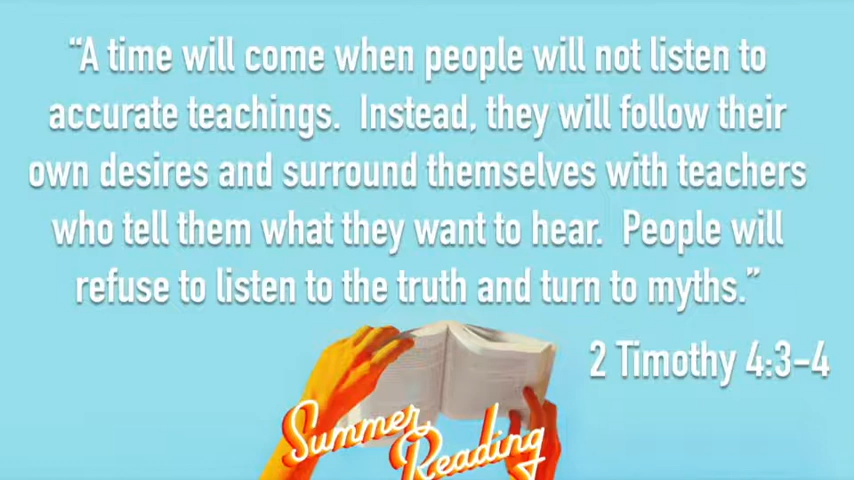 “A time will come when people will not listen to
accurate teachings.  Instead, they will follow their
own desires and surround themselves with teachers
who tell them what they want to hear.  People will
refuse to listen to the truth and turn to myths.”
2 Timothy 4:3-4
Summer
Reading